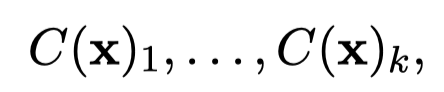 C(𝐱)₁, . . . , C(𝐱)ₖ,